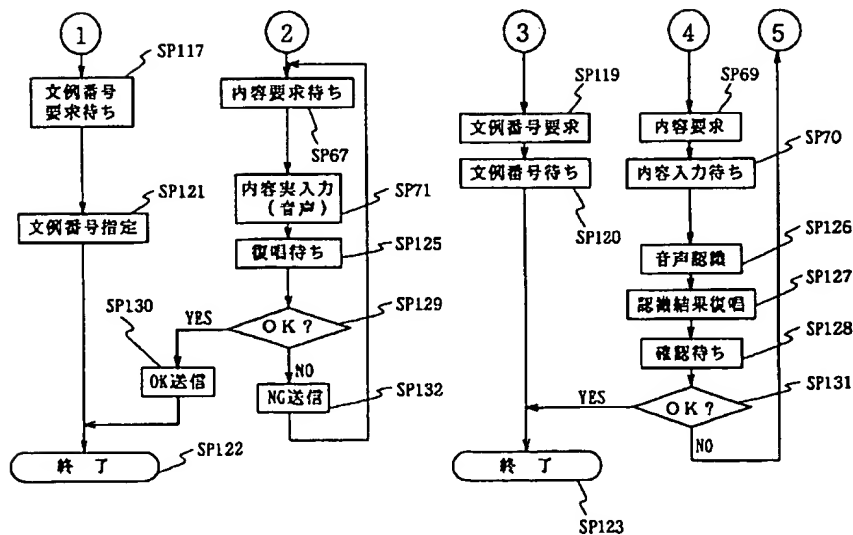 1
SP117
文例番号
要求待ち
SP121
文例番号指定
SP130
OK送信
終 了
SP122
2
内容要求待ち
SP67
内容実入力
(音声)
SP71
復唱待ち
SP125
OK?
SP129
YES
NO
NG送信
SP132
3
SP119
文例番号要求
文例番号待ち
SP120
終 了
SP123
4
SP69
内容要求
SP70
内容入力待ち
SP126
音声認識
SP127
認識結果復唱
SP128
確認待ち
SP131
OK?
YES
NO
5